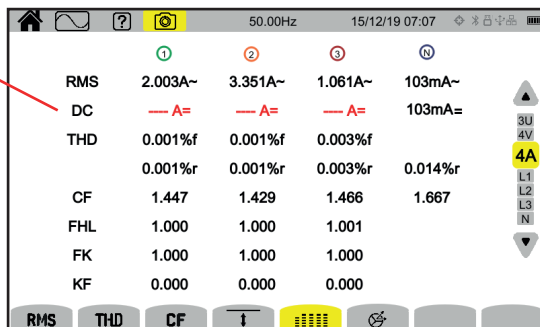 ? 50.00Hz 15/12/19 07:07
1 2 3 N
RMS 2.003A~ 3.351A~ 1.061A~ 103mA~
DC ---- A= ---- A= ---- A= 103mA=
THD 0.001%f 0.001%f 0.003%f
0.001%r 0.001%r 0.003%r 0.014%r
CF 1.447 1.429 1.466 1.667
FHL 1.000 1.000 1.001
FK 1.000 1.000 1.000
KF 0.000 0.000 0.000
3U
4V
4A
L1
L2
L3
N
RMS THD CF